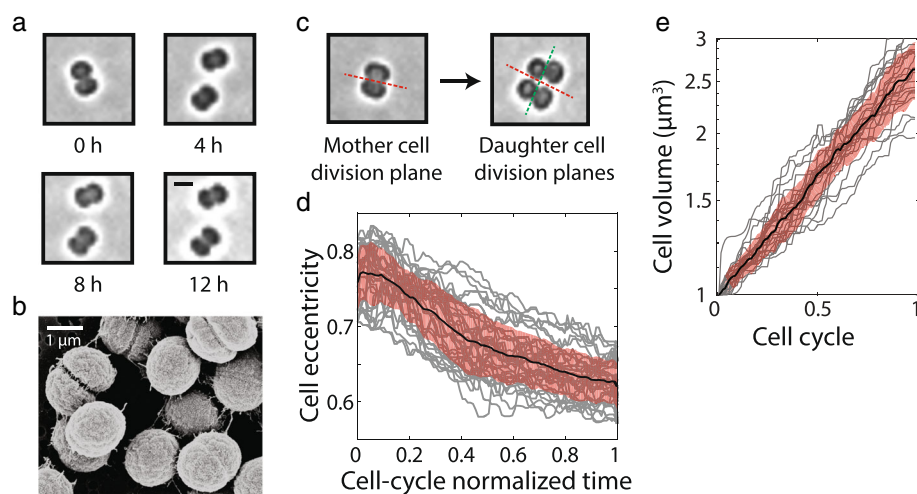 a
0 h
4 h
8 h
12 h
b
1 µm
c
Mother cell
division plane
Daughter cell
division planes
d
Cell eccentricity
0.8
0.7
0.6
0
0.2
0.4
0.6
0.8
1
Cell-cycle normalized time
e
Cell volume (µm³)
3
2.5
2
1.5
1
0
0.5
1
Cell cycle